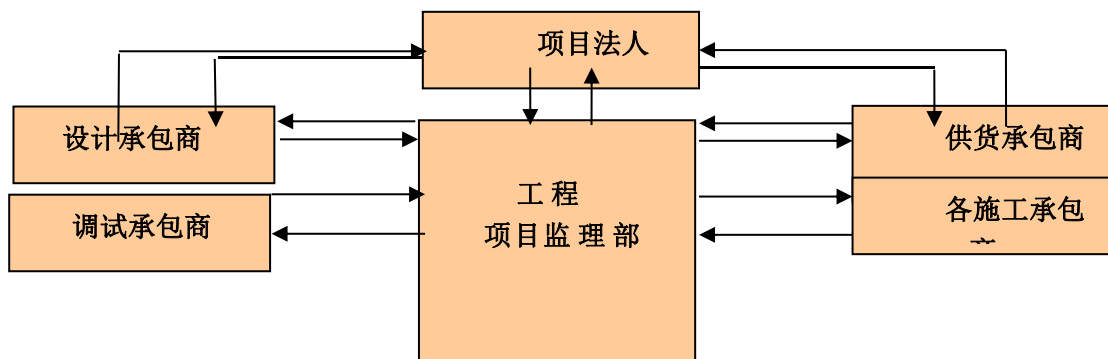 项目法人
设计承包商
供货承包商
工 程
项目监 理 部
调试承包商
各施工承包
商